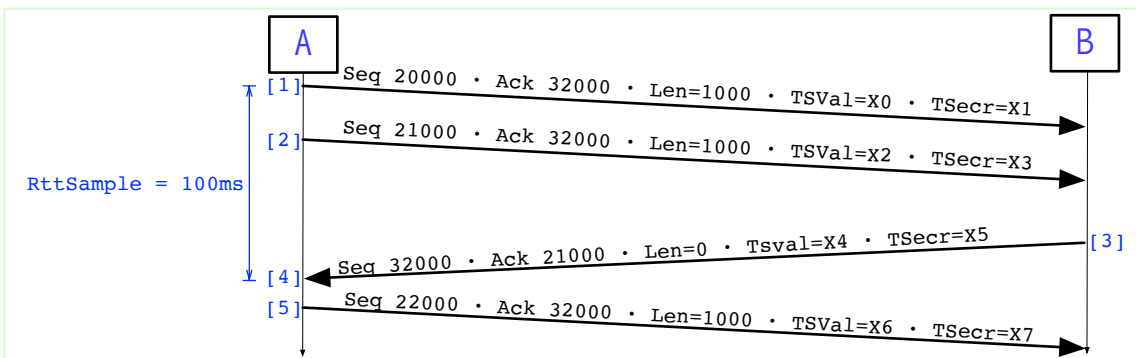 A
B
[1]
Seq 20000 · Ack 32000 · Len=1000 · TSVal=X0 · TSecr=X1
[2]
Seq 21000 · Ack 32000 · Len=1000 · TSVal=X2 · TSecr=X3
RttSample = 100ms
[3]
Seq 32000 · Ack 21000 · Len=0 · Tsval=X4 · TSecr=X5
[4]
[5]
Seq 22000 · Ack 32000 · Len=1000 · TSVal=X6 · TSecr=X7